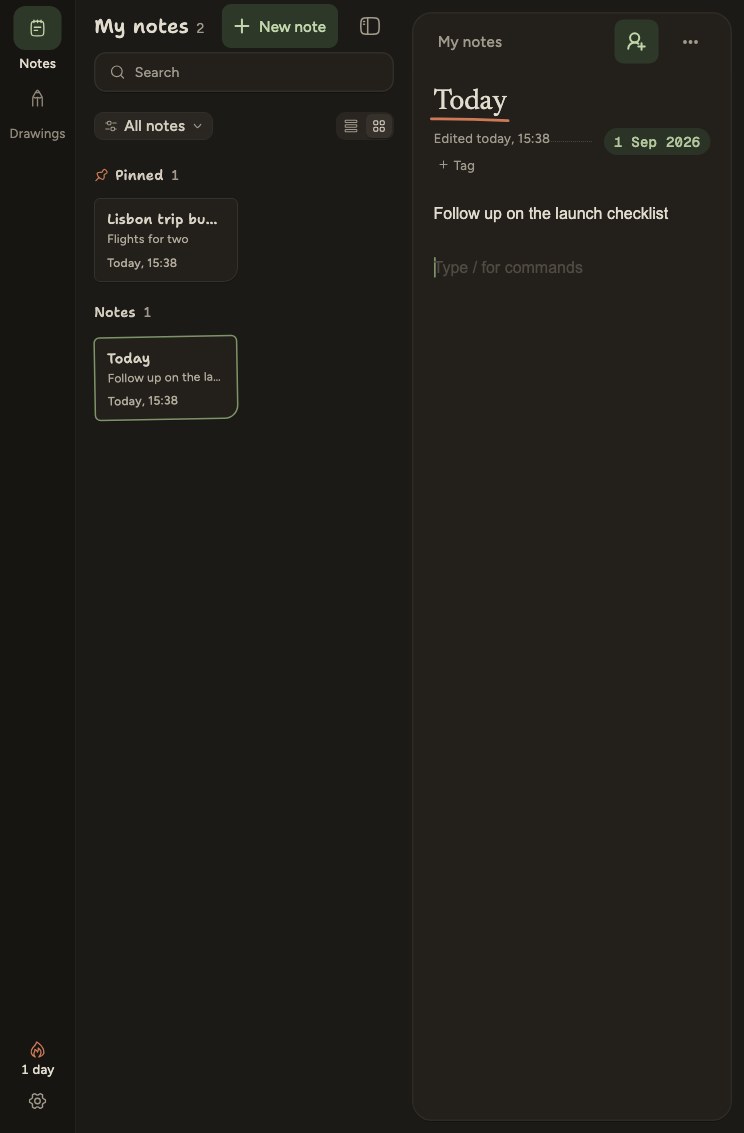 Notes
Drawings
1 day
My notes 2
New note
Search
All notes
Pinned 1
Lisbon trip bu...
Flights for two
Today, 15:38
Notes 1
Today
Follow up on the la...
Today, 15:38
My notes
Today
Edited today, 15:38
1 Sep 2026
+ Tag
Follow up on the launch checklist
Type / for commands